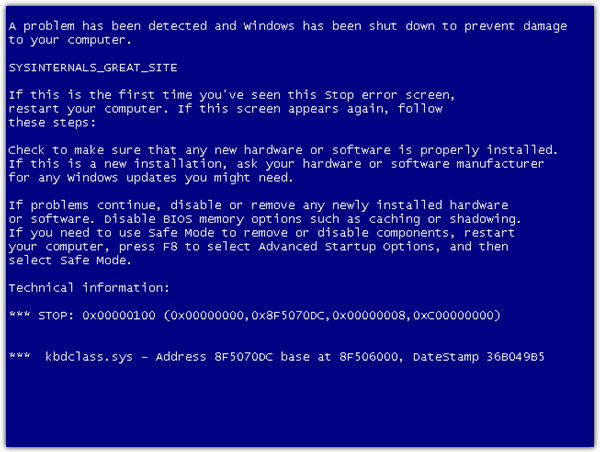 A problem has been detected and Windows has been shut down to prevent damage
to your computer.
SYSINTERNALS_GREAT_SITE
If this is the first time you've seen this Stop error screen,
restart your computer. If this screen appears again, follow
these steps:
Check to make sure that any new hardware or software is properly installed.
If this is a new installation, ask your hardware or software manufacturer
for any Windows updates you might need.
If problems continue, disable or remove any newly installed hardware
or software. Disable BIOS memory options such as caching or shadowing.
If you need to use Safe Mode to remove or disable components, restart
your computer, press F8 to select Advanced Startup Options, and then
select Safe Mode.
Technical information:
*** STOP: 0x00000100 (0x00000000,0x8F5070DC,0x00000008,0xC0000000)
*** kbdclass.sys - Address 8F5070DC base at 8F506000, DateStamp 36B049B5